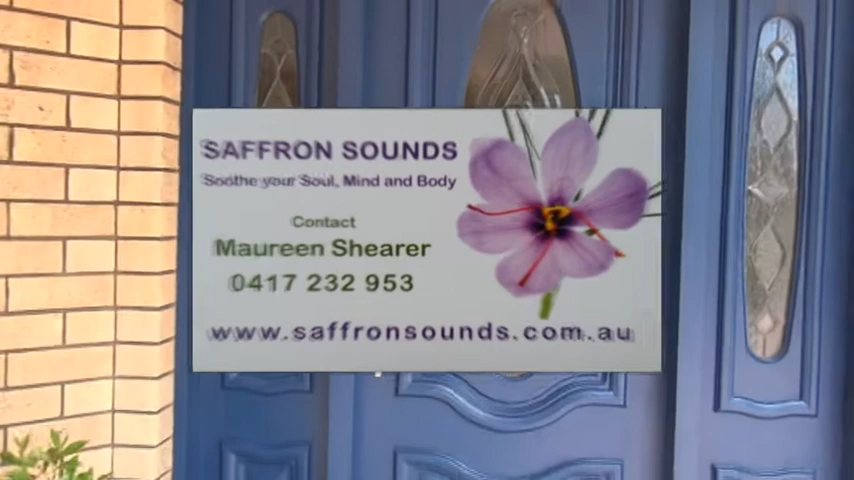 SAFFRON SOUNDS
Soothe your Soul, Mind and Body
Contact
Maureen Shearer
0417 232 953
www.saffronsounds.com.au